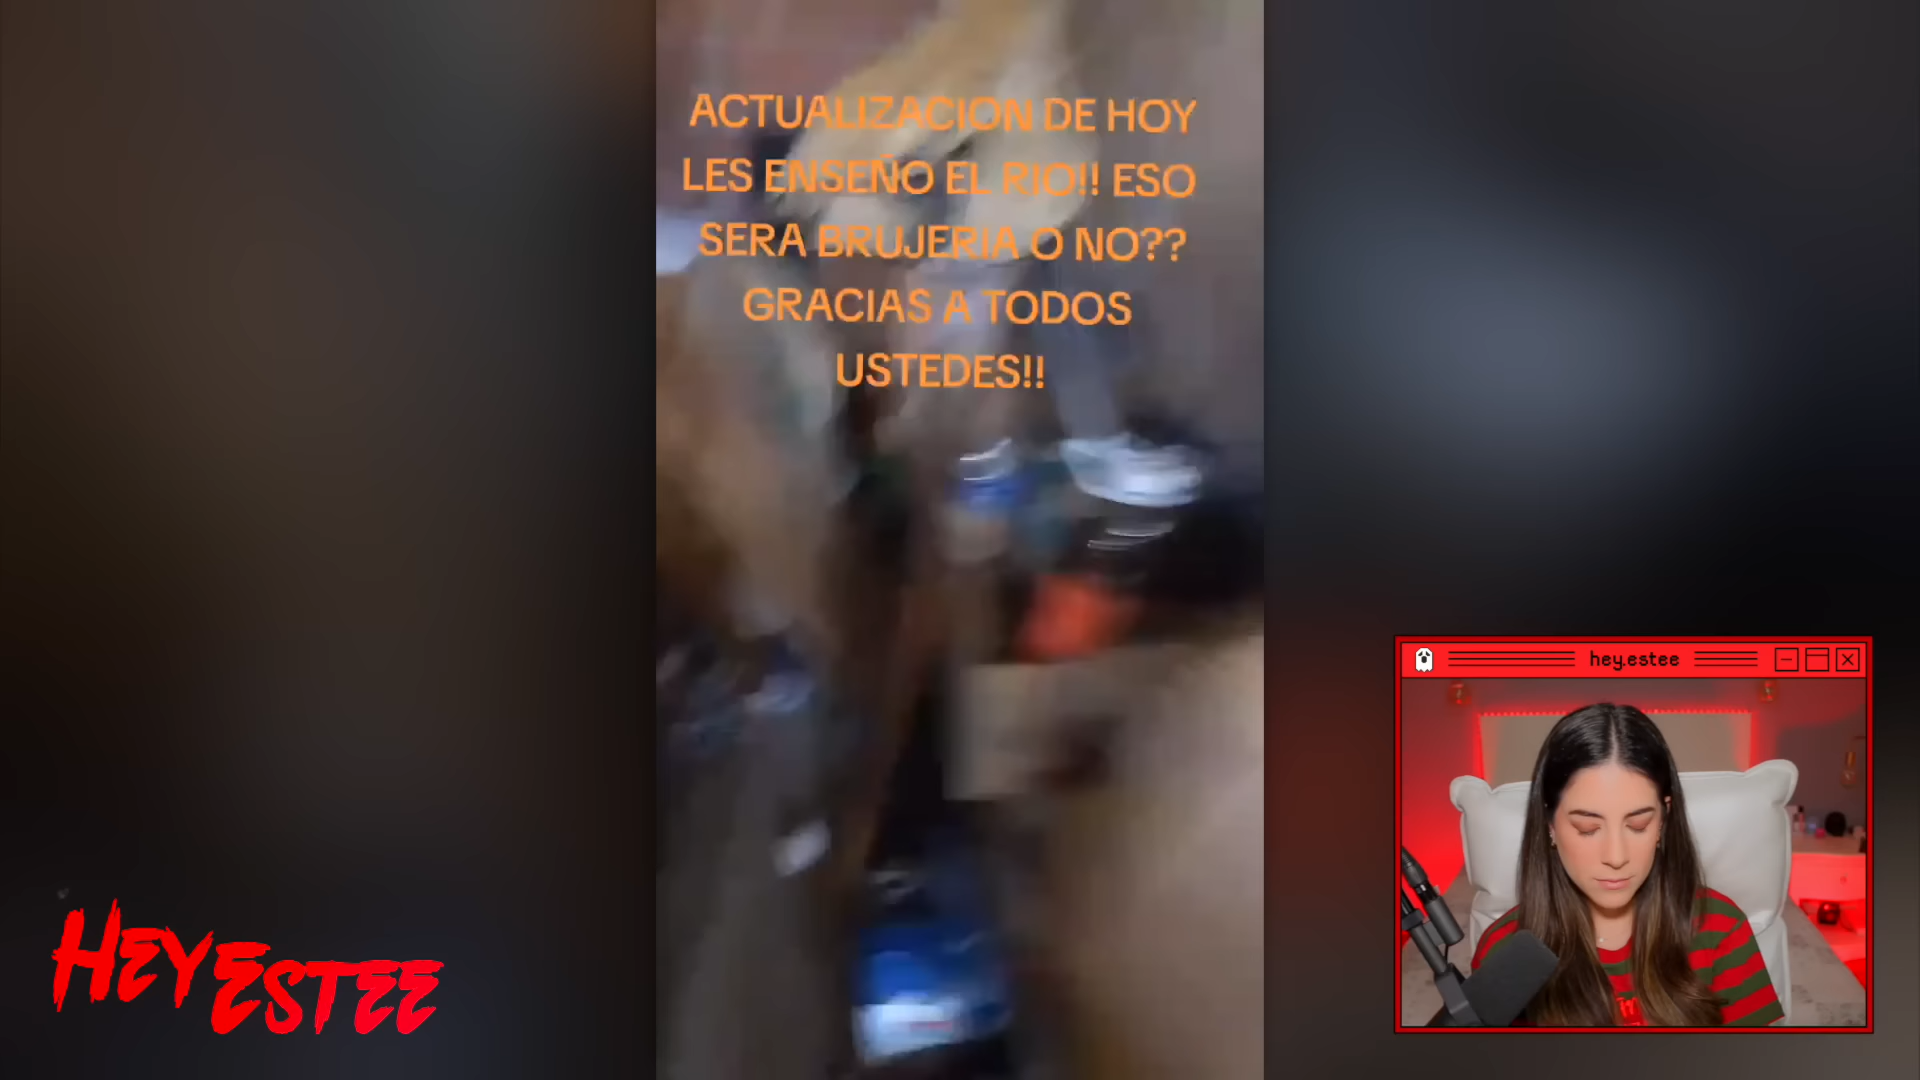 ACTUALIZACION DE HOY
LES ENSEÑO EL RIO!! ESO
SERA BRUJERIA O NO??
GRACIAS A TODOS
USTEDES!!
hey.estee
HEYESTEE